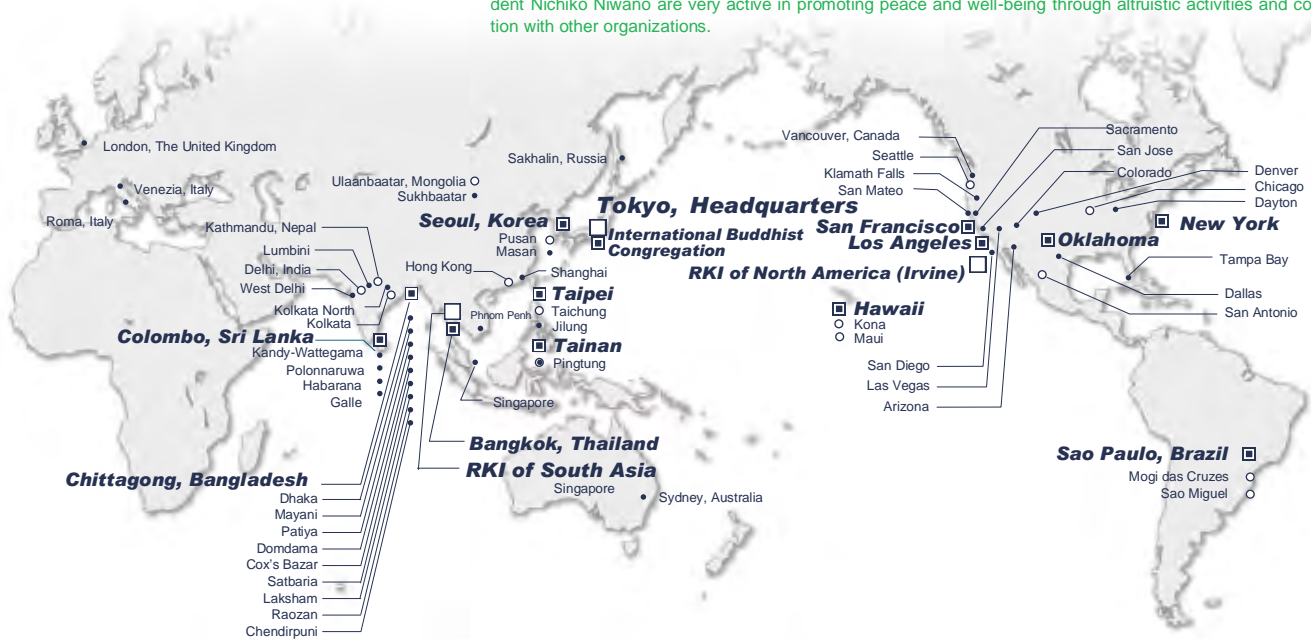 dent Nichiko Niwano are very active in promoting peace and well-being through altruistic activities and co
tion with other organizations.
London, The United Kingdom
Venezia, Italy
Roma, Italy
Ulaanbaatar, Mongolia
Sukhbaatar
Sakhalin, Russia
Kathmandu, Nepal
Lumbini
Delhi, India
West Delhi
Kolkata North
Kolkata
Colombo, Sri Lanka
Kandy-Wattegama
Polonnaruwa
Habarana
Galle
Seoul, Korea
Pusan
Masan
Hong Kong
Shanghai
Tokyo, Headquarters
International Buddhist
Congregation
Taipei
Taichung
Jilung
Tainan
Pingtung
Phnom Penh
Singapore
Bangkok, Thailand
RKI of South Asia
Singapore
Sydney, Australia
Chittagong, Bangladesh
Dhaka
Mayani
Patiya
Domdama
Cox's Bazar
Satbaria
Laksham
Raozan
Chendirpuni
Vancouver, Canada
Seattle
Klamath Falls
San Mateo
San Francisco
Los Angeles
RKI of North America (Irvine)
Hawaii
Kona
Maui
San Diego
Las Vegas
Arizona
Sacramento
San Jose
Colorado
Denver
Chicago
Dayton
New York
Oklahoma
Tampa Bay
Dallas
San Antonio
Sao Paulo, Brazil
Mogi das Cruzes
Sao Miguel